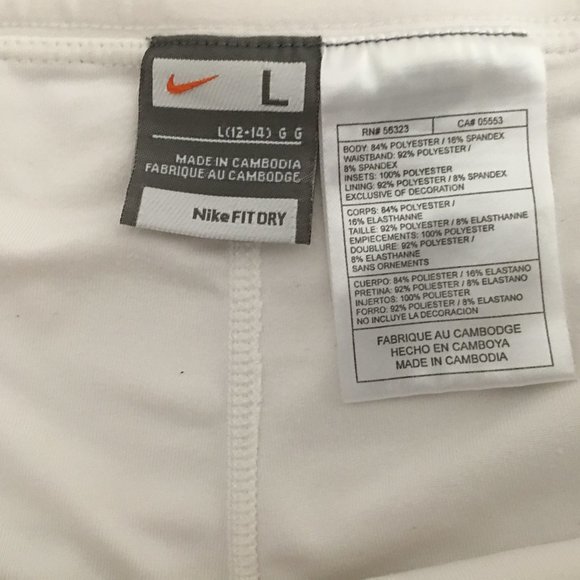 L
L(12-14) G G
MADE IN CAMBODIA
FABRIQUE AU CAMBODGE
Nike FIT DRY
RN# 56323 CA# 05553
BODY: 84% POLYESTER / 16% SPANDEX
WAISTBAND: 92% POLYESTER /
8% SPANDEX
INSETS: 100% POLYESTER
LINING: 92% POLYESTER / 8% SPANDEX
EXCLUSIVE OF DECORATION
CORPS: 84% POLYESTER /
16% ELASTHANNE
TAILLE: 92% POLYESTER / 8% ELASTHANNE
EMPIECEMENTS: 100% POLYESTER
DOUBLURE: 92% POLYESTER /
8% ELASTHANNE
SANS ORNEMENTS
CUERPO: 84% POLIESTER / 16% ELASTANO
PRETINA: 92% POLIESTER / 8% ELASTANO
INJERTOS: 100% POLIESTER
FORRO: 92% POLIESTER / 8% ELASTANO
NO INCLUYE LA DECORACION
FABRIQUE AU CAMBODGE
HECHO EN CAMBOYA
MADE IN CAMBODIA